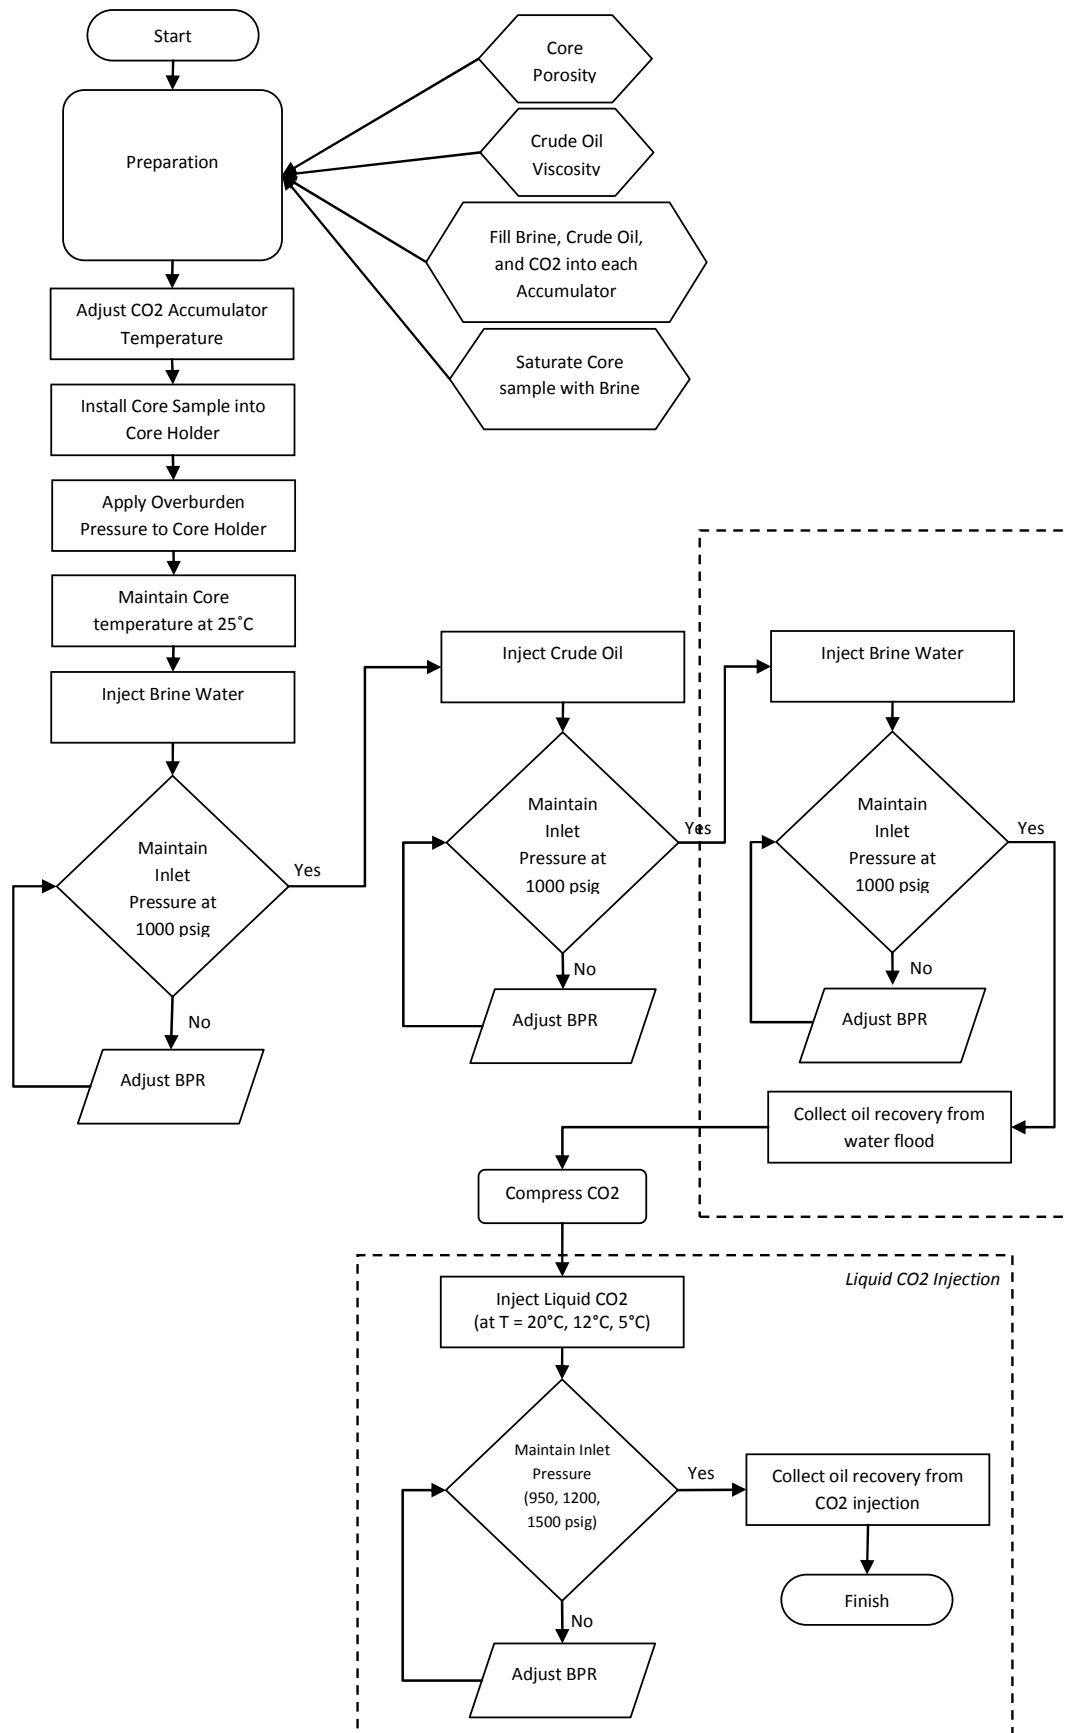 Start
Core
Porosity
Preparation
Crude Oil
Viscosity
Fill Brine, Crude Oil,
and CO2 into each
Accumulator
Adjust CO2 Accumulator
Temperature
Saturate Core
sample with Brine
Install Core Sample into
Core Holder
Apply Overburden
Pressure to Core Holder
Maintain Core
temperature at 25˚C
Inject Brine Water
Maintain
Inlet
Pressure at
1000 psig
Yes
No
Adjust BPR
Inject Crude Oil
Maintain
Inlet
Pressure at
1000 psig
Yes
No
Adjust BPR
Inject Brine Water
Maintain
Inlet
Pressure at
1000 psig
Yes
No
Adjust BPR
Collect oil recovery from
water flood
Compress CO2
Liquid CO2 Injection
Inject Liquid CO2
(at T = 20°C, 12°C, 5°C)
Maintain Inlet
Pressure
(950, 1200,
1500 psig)
Yes
No
Adjust BPR
Collect oil recovery from
CO2 injection
Finish